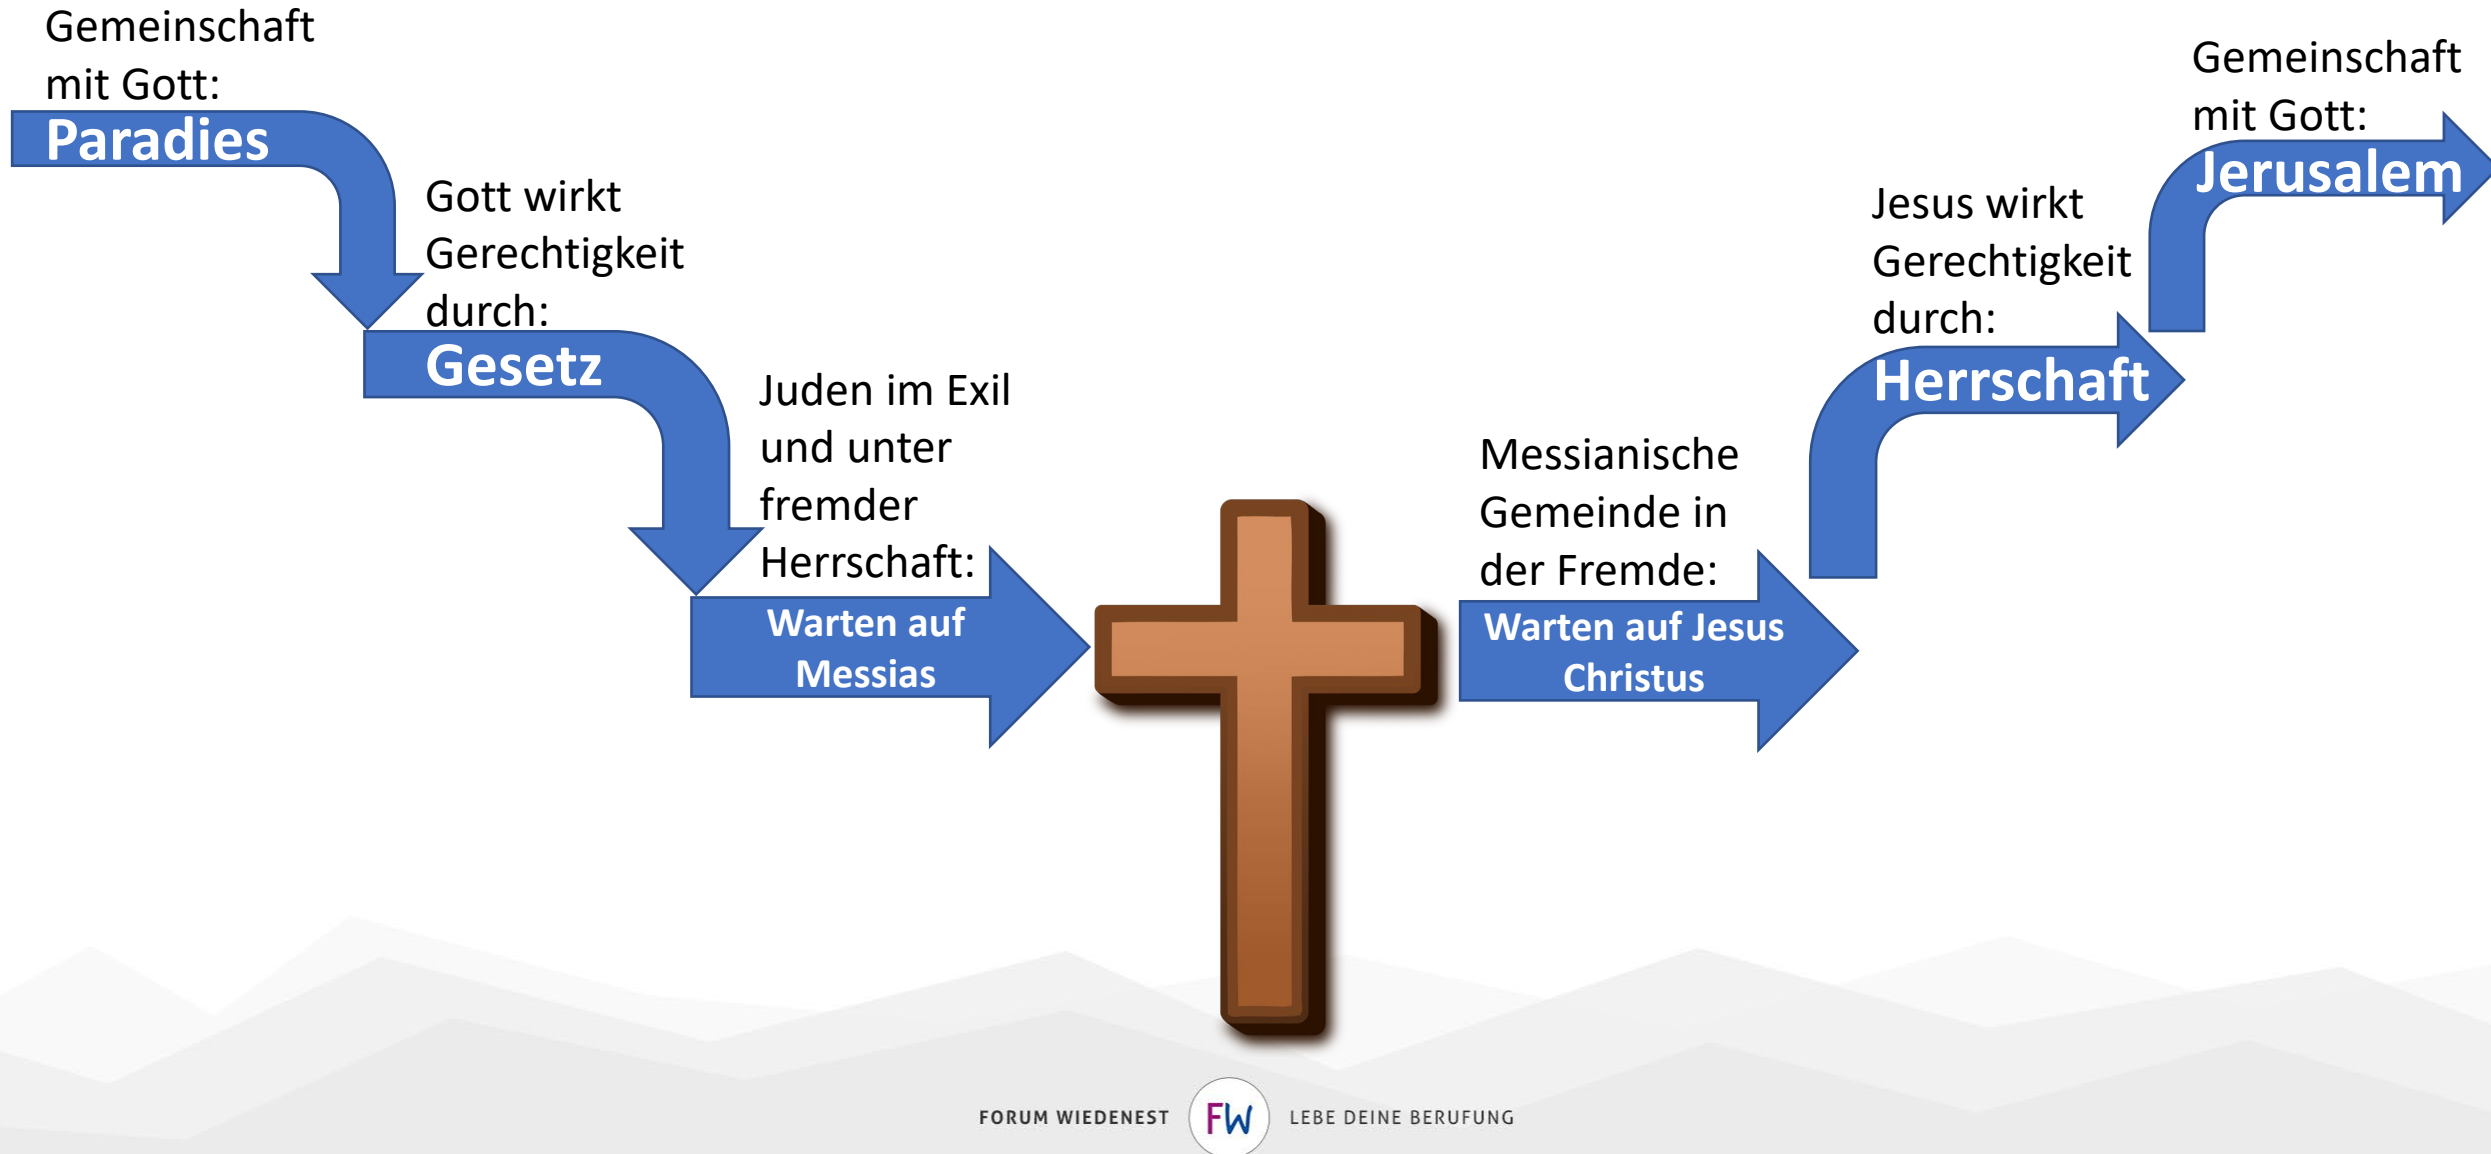 Gemeinschaft
mit Gott:
Paradies
Gott wirkt
Gerechtigkeit
durch:
Gesetz
Juden im Exil
und unter
fremder
Herrschaft:
Warten auf
Messias
Messianische
Gemeinde in
der Fremde:
Warten auf Jesus
Christus
Jesus wirkt
Gerechtigkeit
durch:
Herrschaft
Gemeinschaft
mit Gott:
Jerusalem
FORUM WIEDENEST FW LEBE DEINE BERUFUNG